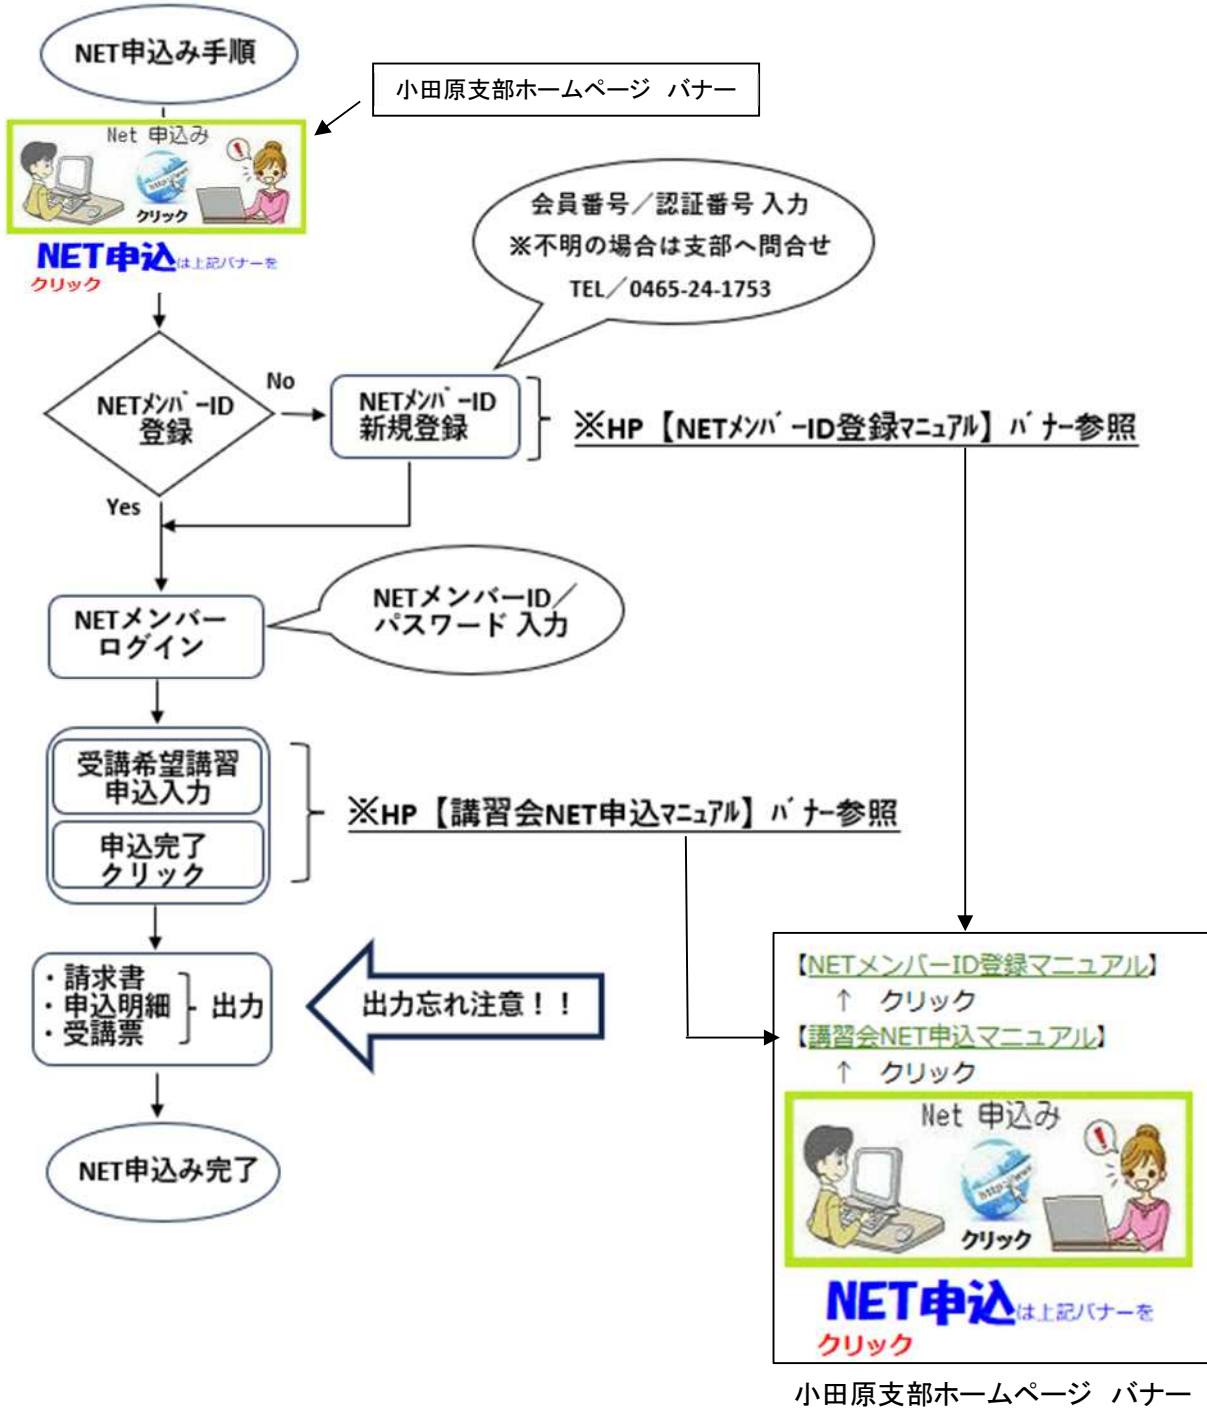 NET申込み手順
小田原支部ホームページ　バナー
Net 申込み
クリック
NET申込は上記バナーを
クリック
会員番号／認証番号 入力
※不明の場合は支部へ問合せ
TEL／0465-24-1753
NETﾒﾝﾊﾞｰID
登録
No
Yes
NETﾒﾝﾊﾞｰID
新規登録
※HP【NETﾒﾝﾊﾞｰID登録ﾏﾆｭｱﾙ】ﾊﾞﾅｰ参照
NETメンバー
ログイン
NETメンバーID／
パスワード 入力
受講希望講習
申込入力
申込完了
クリック
※HP【講習会NET申込ﾏﾆｭｱﾙ】ﾊﾞﾅｰ参照
・請求書
・申込明細
・受講票
出力
出力忘れ注意！！
NET申込み完了
【NETメンバーID登録マニュアル】
↑　クリック
【講習会NET申込マニュアル】
↑　クリック
Net 申込み
http://www
クリック
NET申込は上記バナーを
クリック
小田原支部ホームページ　バナー